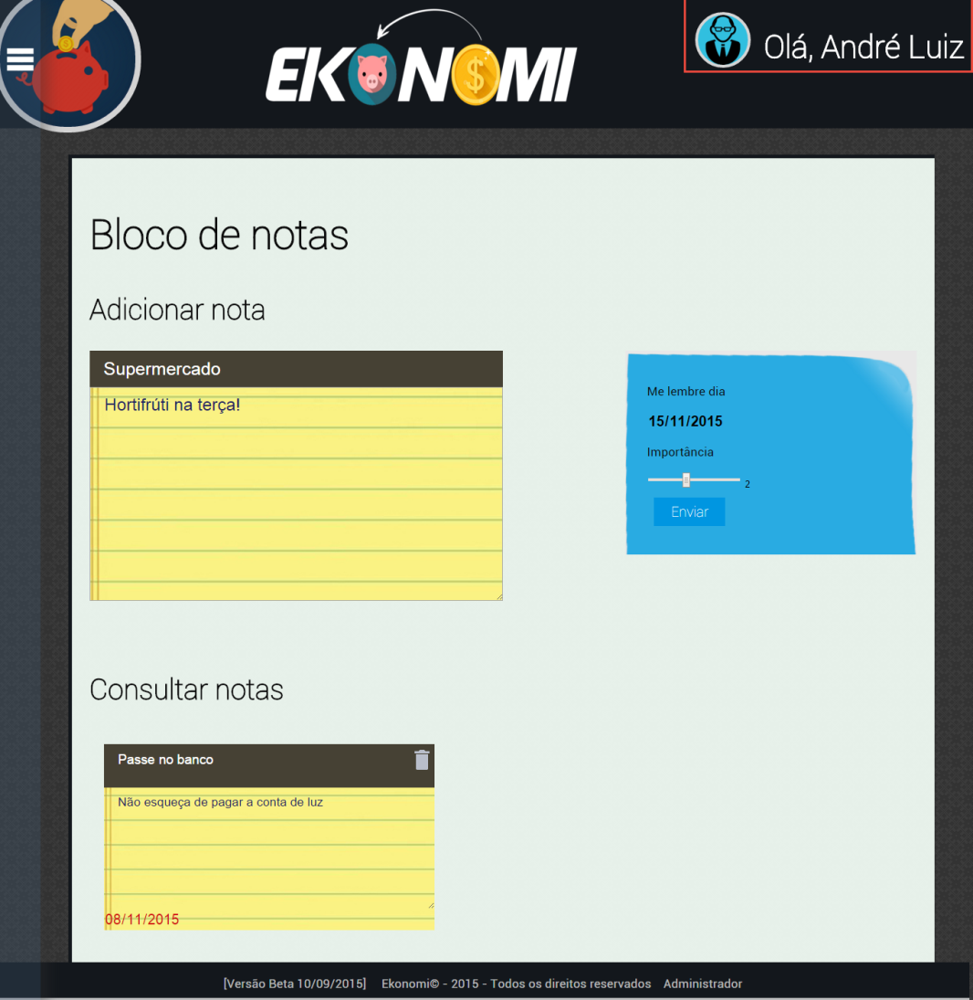 EKONOMI
Olá, André Luiz
Bloco de notas
Adicionar nota
Supermercado
Hortifrúti na terça!
Me lembre dia
15/11/2015
Importância
2
Enviar
Consultar notas
Passe no banco
Não esqueça de pagar a conta de luz
08/11/2015
[Versão Beta 10/09/2015] Ekonomi© - 2015 - Todos os direitos reservados Administrador